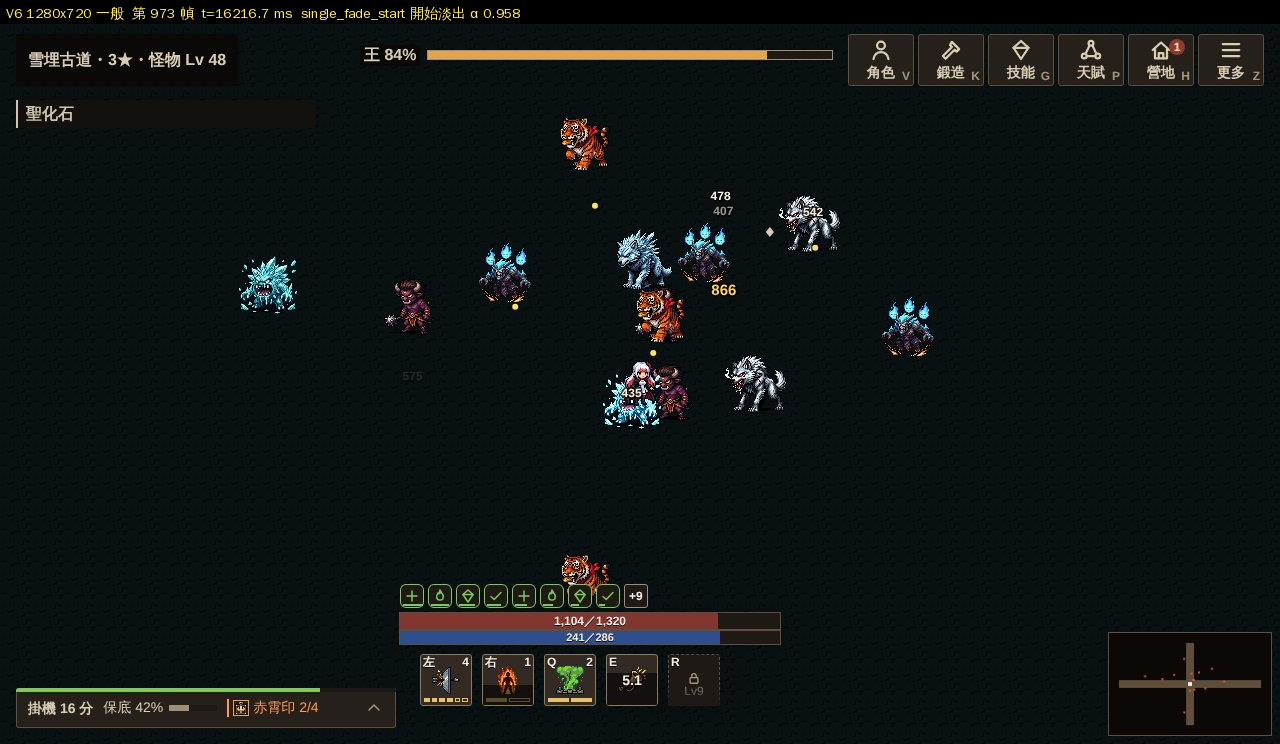 V6 1280x720 一般 第 973 幀 t=16216.7 ms single_fade_start 開始淡出 α 0.958
雪埋古道・3★・怪物 Lv 48
王 84%
角色 V
鍛造 K
技能 G
天賦 P
營地 H 1
更多 Z
聖化石
478
407
542
866
575
435
+9
1,104／1,320
241／286
左 4
右 1
Q 2
E 5.1
R Lv9
掛機 16 分 保底 42% 赤霄印 2/4